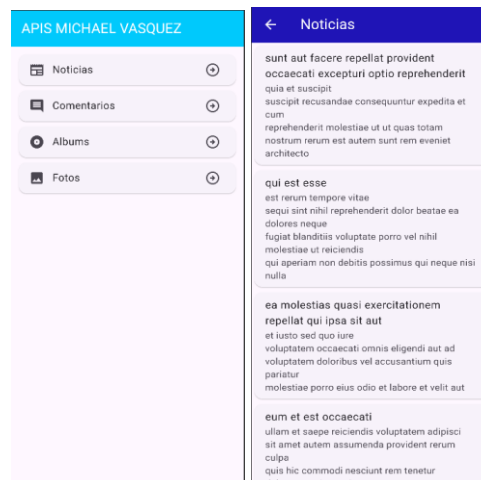 APIS MICHAEL VASQUEZ
Noticias
Comentarios
Albums
Fotos
Noticias
sunt aut facere repellat provident
occaecati excepturi optio reprehenderit
quia et suscipit
suscipit recusandae consequuntur expedita et
cum
reprehenderit molestiae ut ut quas totam
nostrum rerum est autem sunt rem eveniet
architecto
qui est esse
est rerum tempore vitae
sequi sint nihil reprehenderit dolor beatae ea
dolores neque
fugiat blanditiis voluptate porro vel nihil
molestiae ut reiciendis
qui aperiam non debitis possimus qui neque nisi
nulla
ea molestias quasi exercitationem
repellat qui ipsa sit aut
et iusto sed quo iure
voluptatem occaecati omnis eligendi aut ad
voluptatem doloribus vel accusantium quis
pariatur
molestiae porro eius odio et labore et velit aut
eum et est occaecati
ullam et saepe reiciendis voluptatem adipisci
sit amet autem assumenda provident rerum
culpa
quis hic commodi nesciunt rem tenetur